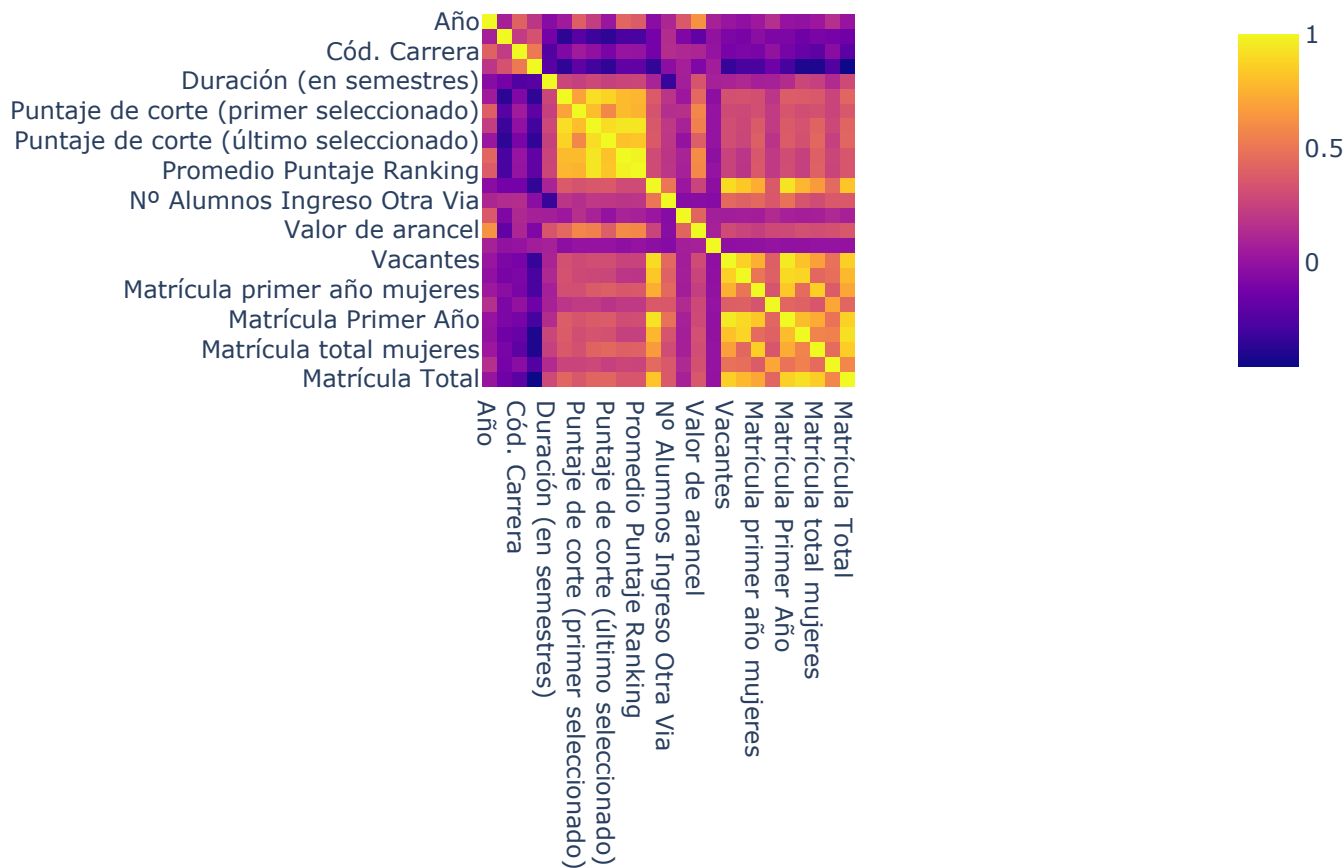 Año
Cód. Carrera
Duración (en semestres)
Puntaje de corte (primer seleccionado)
Puntaje de corte (último seleccionado)
Promedio Puntaje Ranking
Nº Alumnos Ingreso Otra Via
Valor de arancel
Vacantes
Matrícula primer año mujeres
Matrícula Primer Año
Matrícula total mujeres
Matrícula Total
Año
Cód. Carrera
Duración (en semestres)
Puntaje de corte (primer seleccionado)
Puntaje de corte (último seleccionado)
Promedio Puntaje Ranking
Nº Alumnos Ingreso Otra Via
Valor de arancel
Vacantes
Matrícula primer año mujeres
Matrícula Primer Año
Matrícula total mujeres
Matrícula Total
1
0.5
0